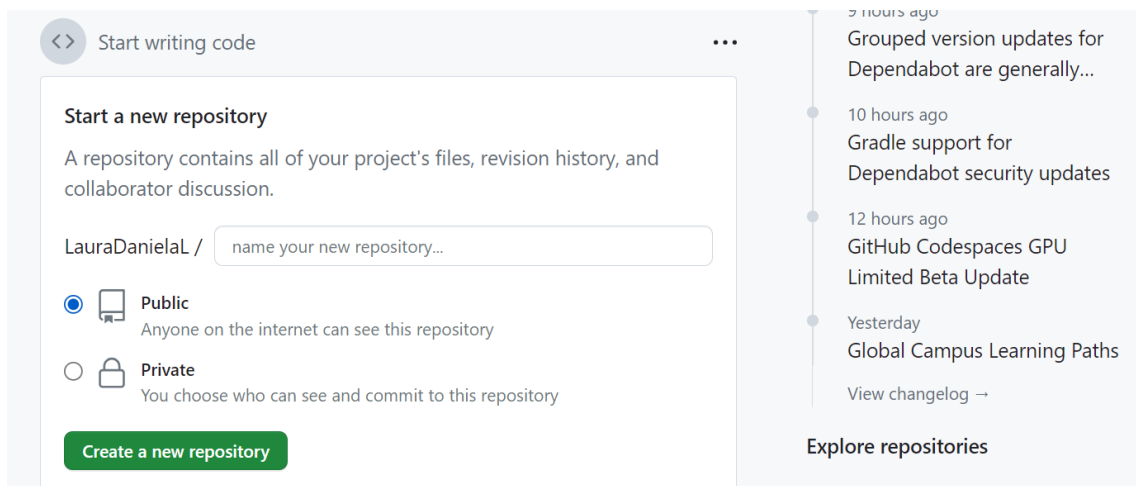 Start writing code
Start a new repository
A repository contains all of your project's files, revision history, and
collaborator discussion.
LauraDanielaL /
name your new repository...
Public
Anyone on the internet can see this repository
Private
You choose who can see and commit to this repository
Create a new repository
9 hours ago
Grouped version updates for
Dependabot are generally...
10 hours ago
Gradle support for
Dependabot security updates
12 hours ago
GitHub Codespaces GPU
Limited Beta Update
Yesterday
Global Campus Learning Paths
View changelog →
Explore repositories